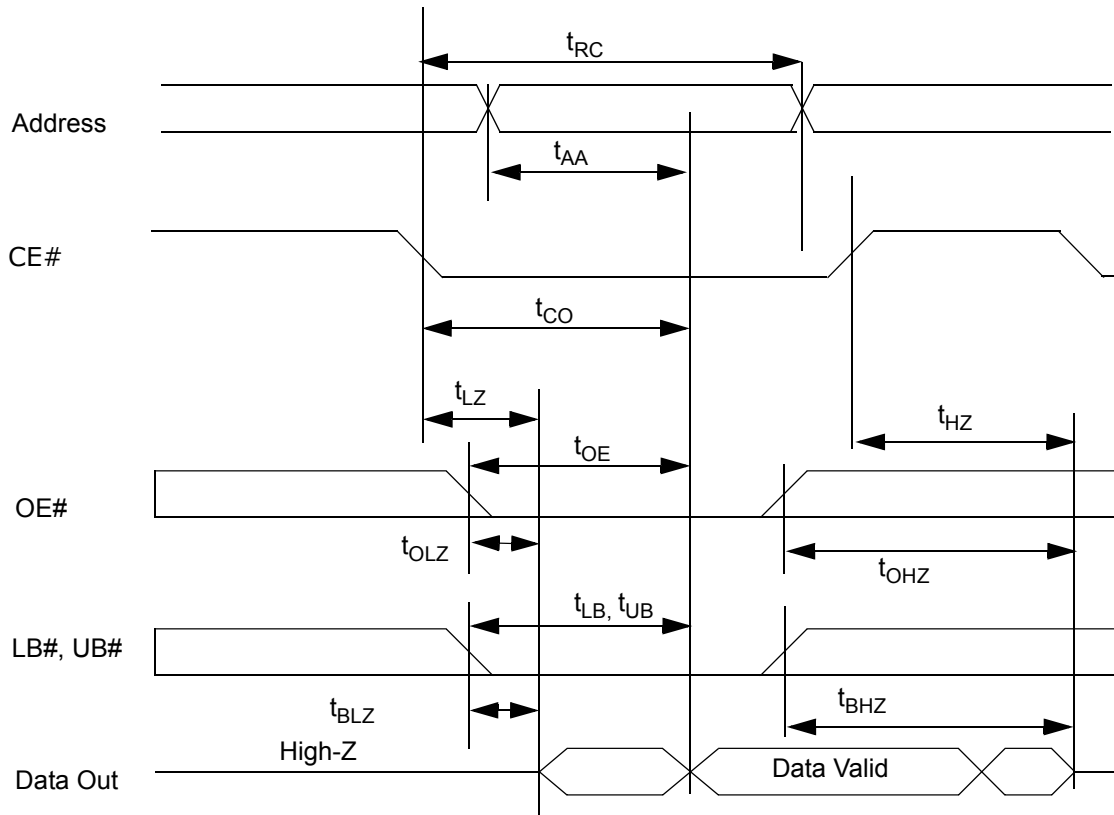 tRC
Address
tAA
CE#
tCO
tLZ
tHZ
tOE
OE#
tOLZ
tOHZ
tLB, tUB
LB#, UB#
tBLZ
tBHZ
High-Z
Data Valid
Data Out